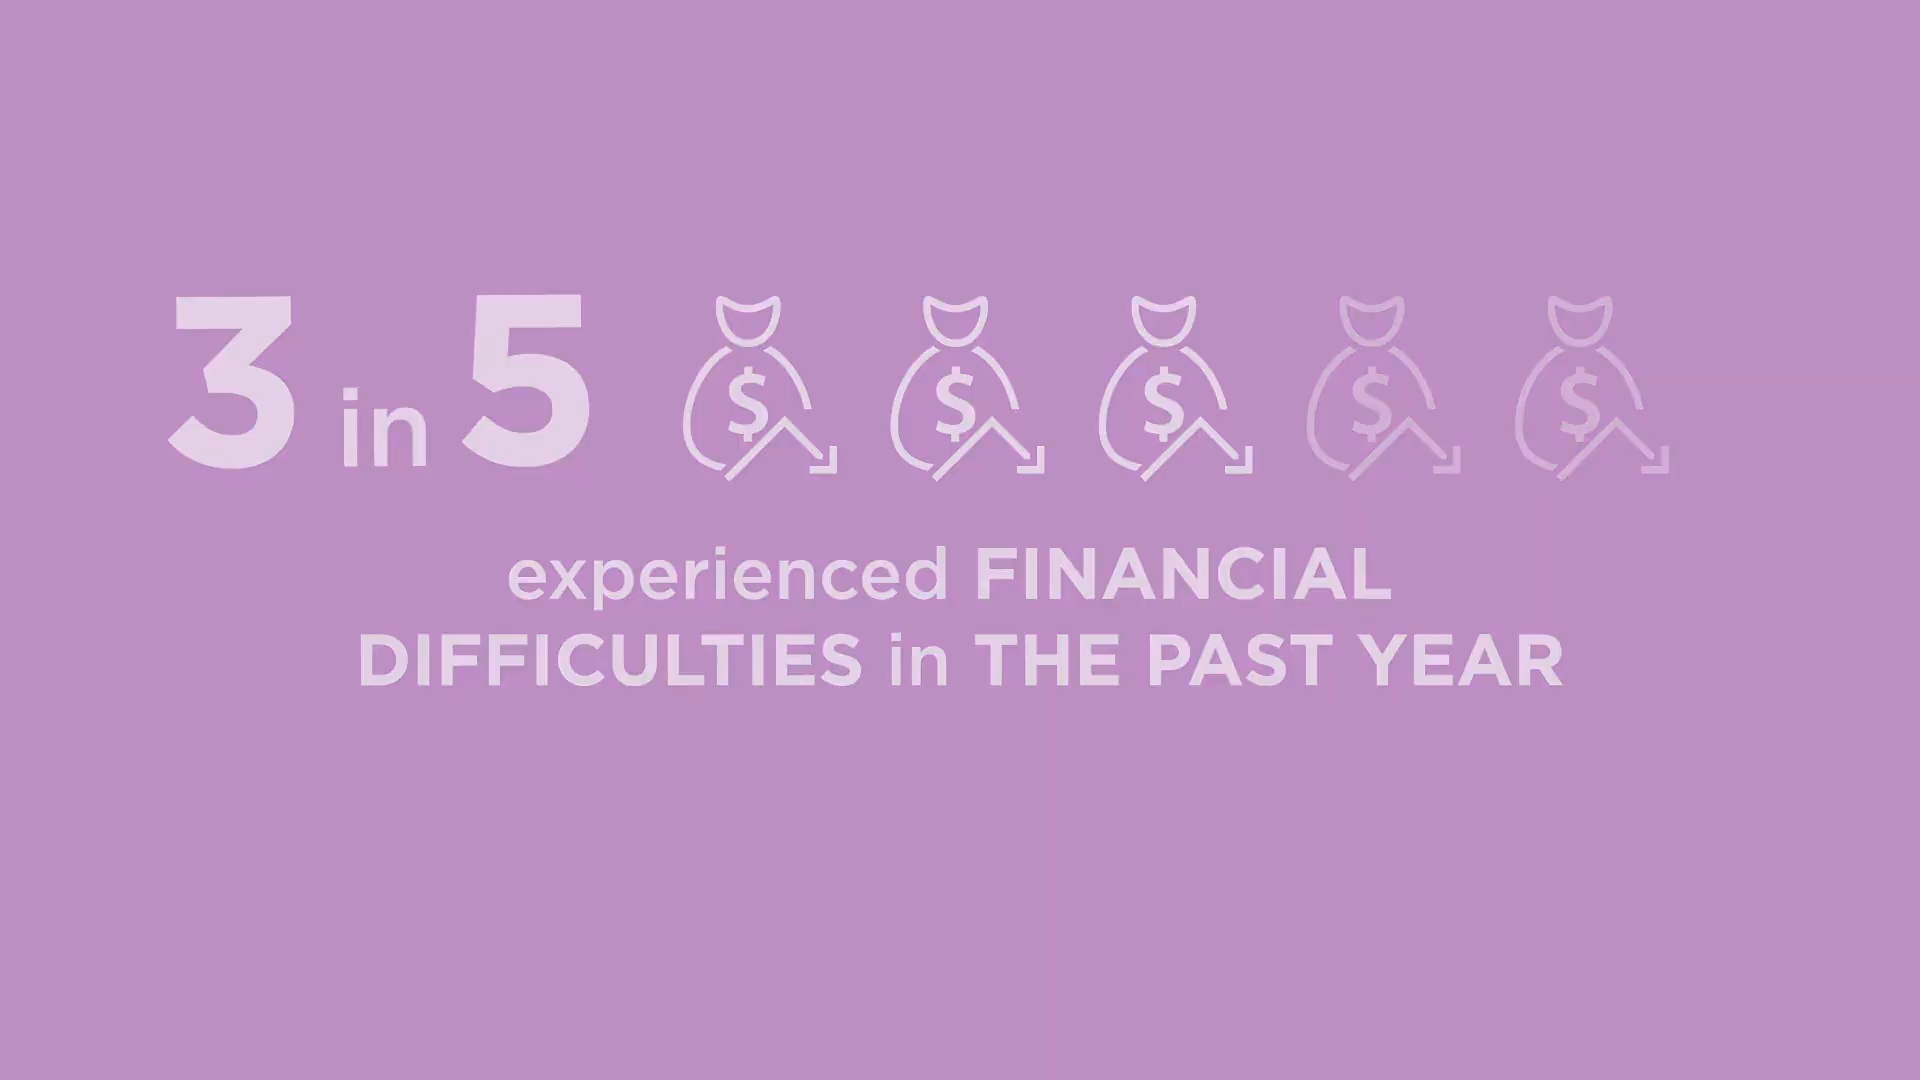 3 in 5
$ $ $ $ $
experienced FINANCIAL
DIFFICULTIES in THE PAST YEAR